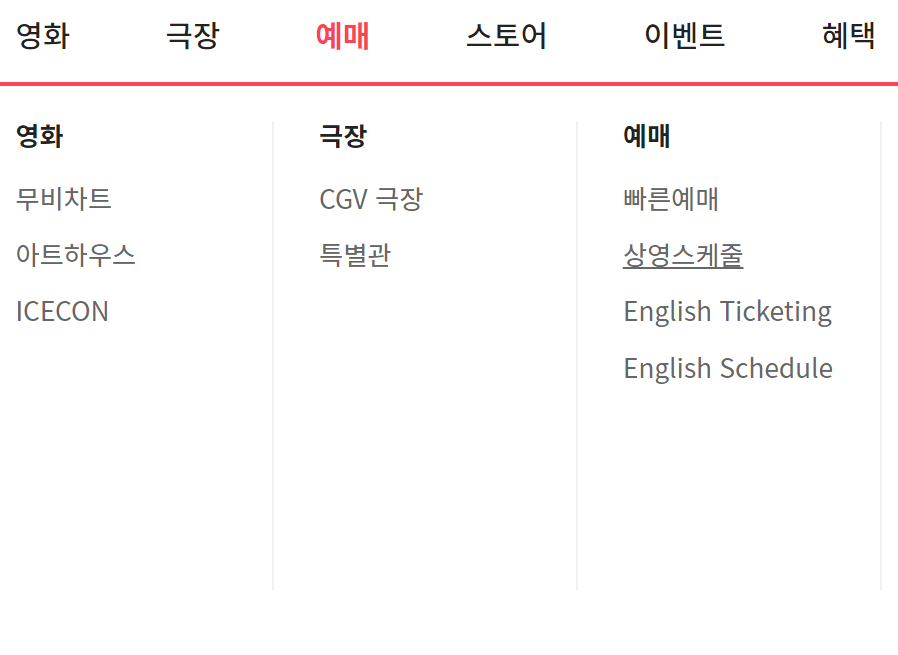 영화 극장 예매 스토어 이벤트 혜택
영화
무비차트
아트하우스
ICECON
극장
CGV 극장
특별관
예매
빠른예매
상영스케줄
English Ticketing
English Schedule